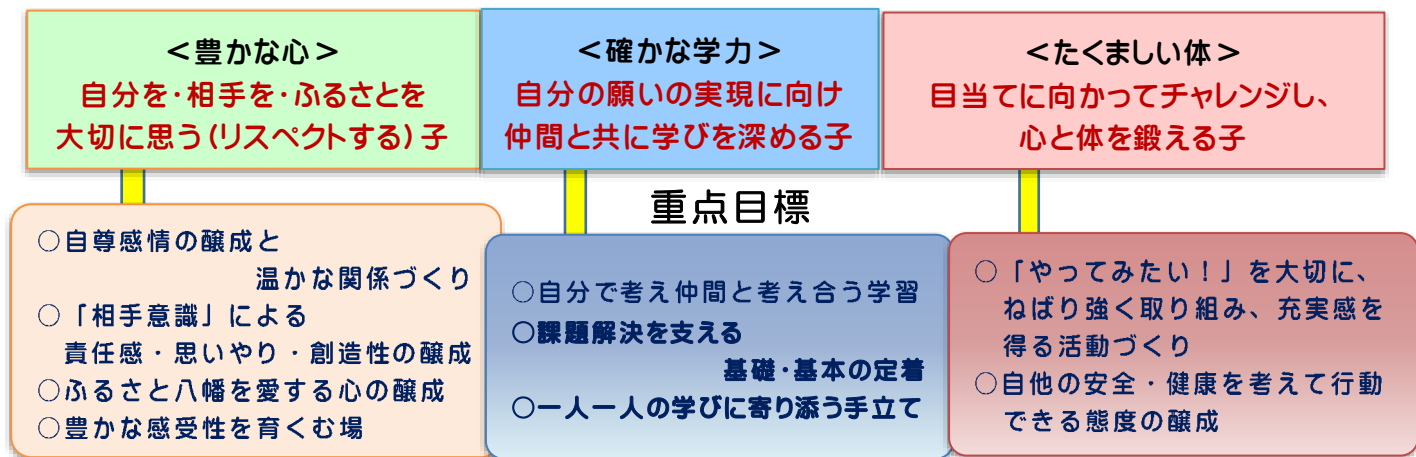 ＜豊かな心＞
自分を・相手を・ふるさとを
大切に思う(リスペクトする)子
＜確かな学力＞
自分の願いの実現に向け
仲間と共に学びを深める子
＜たくましい体＞
目当てに向かってチャレンジし、
心と体を鍛える子
重点目標
○自尊感情の醸成と
温かな関係づくり
○「相手意識」による
責任感・思いやり・創造性の醸成
○ふるさと八幡を愛する心の醸成
○豊かな感受性を育くむ場
○自分で考え仲間と考え合う学習
○課題解決を支える
基礎・基本の定着
○一人一人の学びに寄り添う手立て
○「やってみたい！」を大切に、
ねばり強く取り組み、充実感を
得る活動づくり
○自他の安全・健康を考えて行動
できる態度の醸成